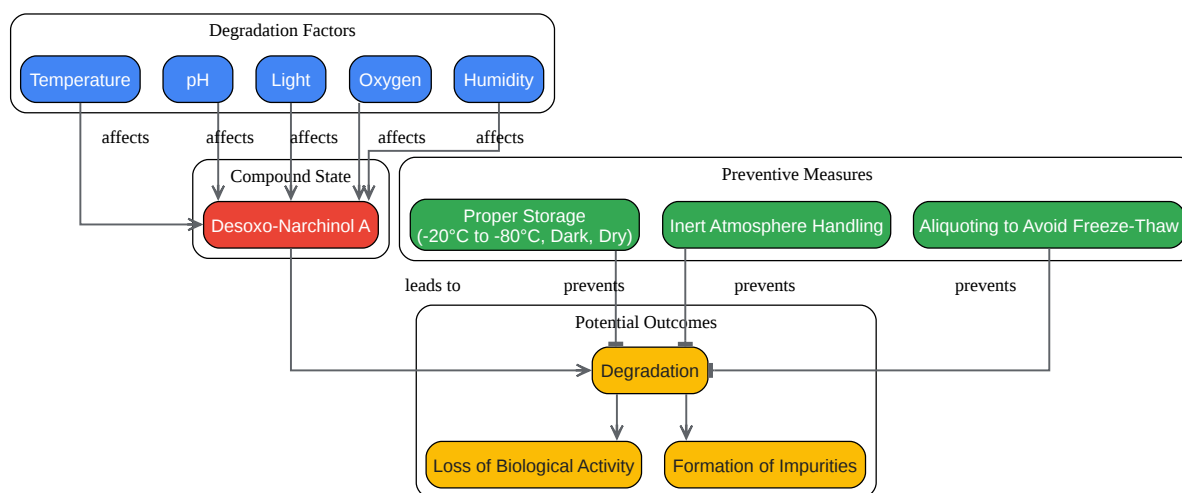 Degradation Factors
Temperature
pH
Light
Oxygen
Humidity
affects
affects
affects
affects
affects
Compound State
Desoxo-Narchinol A
Preventive Measures
Proper Storage
(-20°C to -80°C, Dark, Dry)
Inert Atmosphere Handling
Aliquoting to Avoid Freeze-Thaw
leads to
prevents
prevents
prevents
Potential Outcomes
Degradation
Loss of Biological Activity
Formation of Impurities